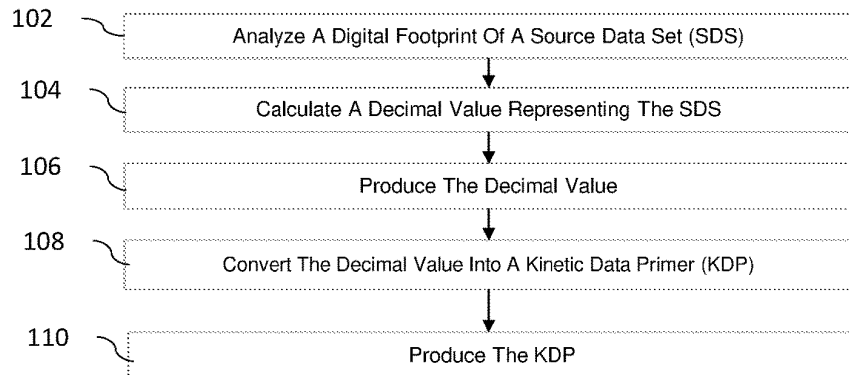 102
Analyze A Digital Footprint Of A Source Data Set (SDS)
104
Calculate A Decimal Value Representing The SDS
106
Produce The Decimal Value
108
Convert The Decimal Value Into A Kinetic Data Primer (KDP)
110
Produce The KDP